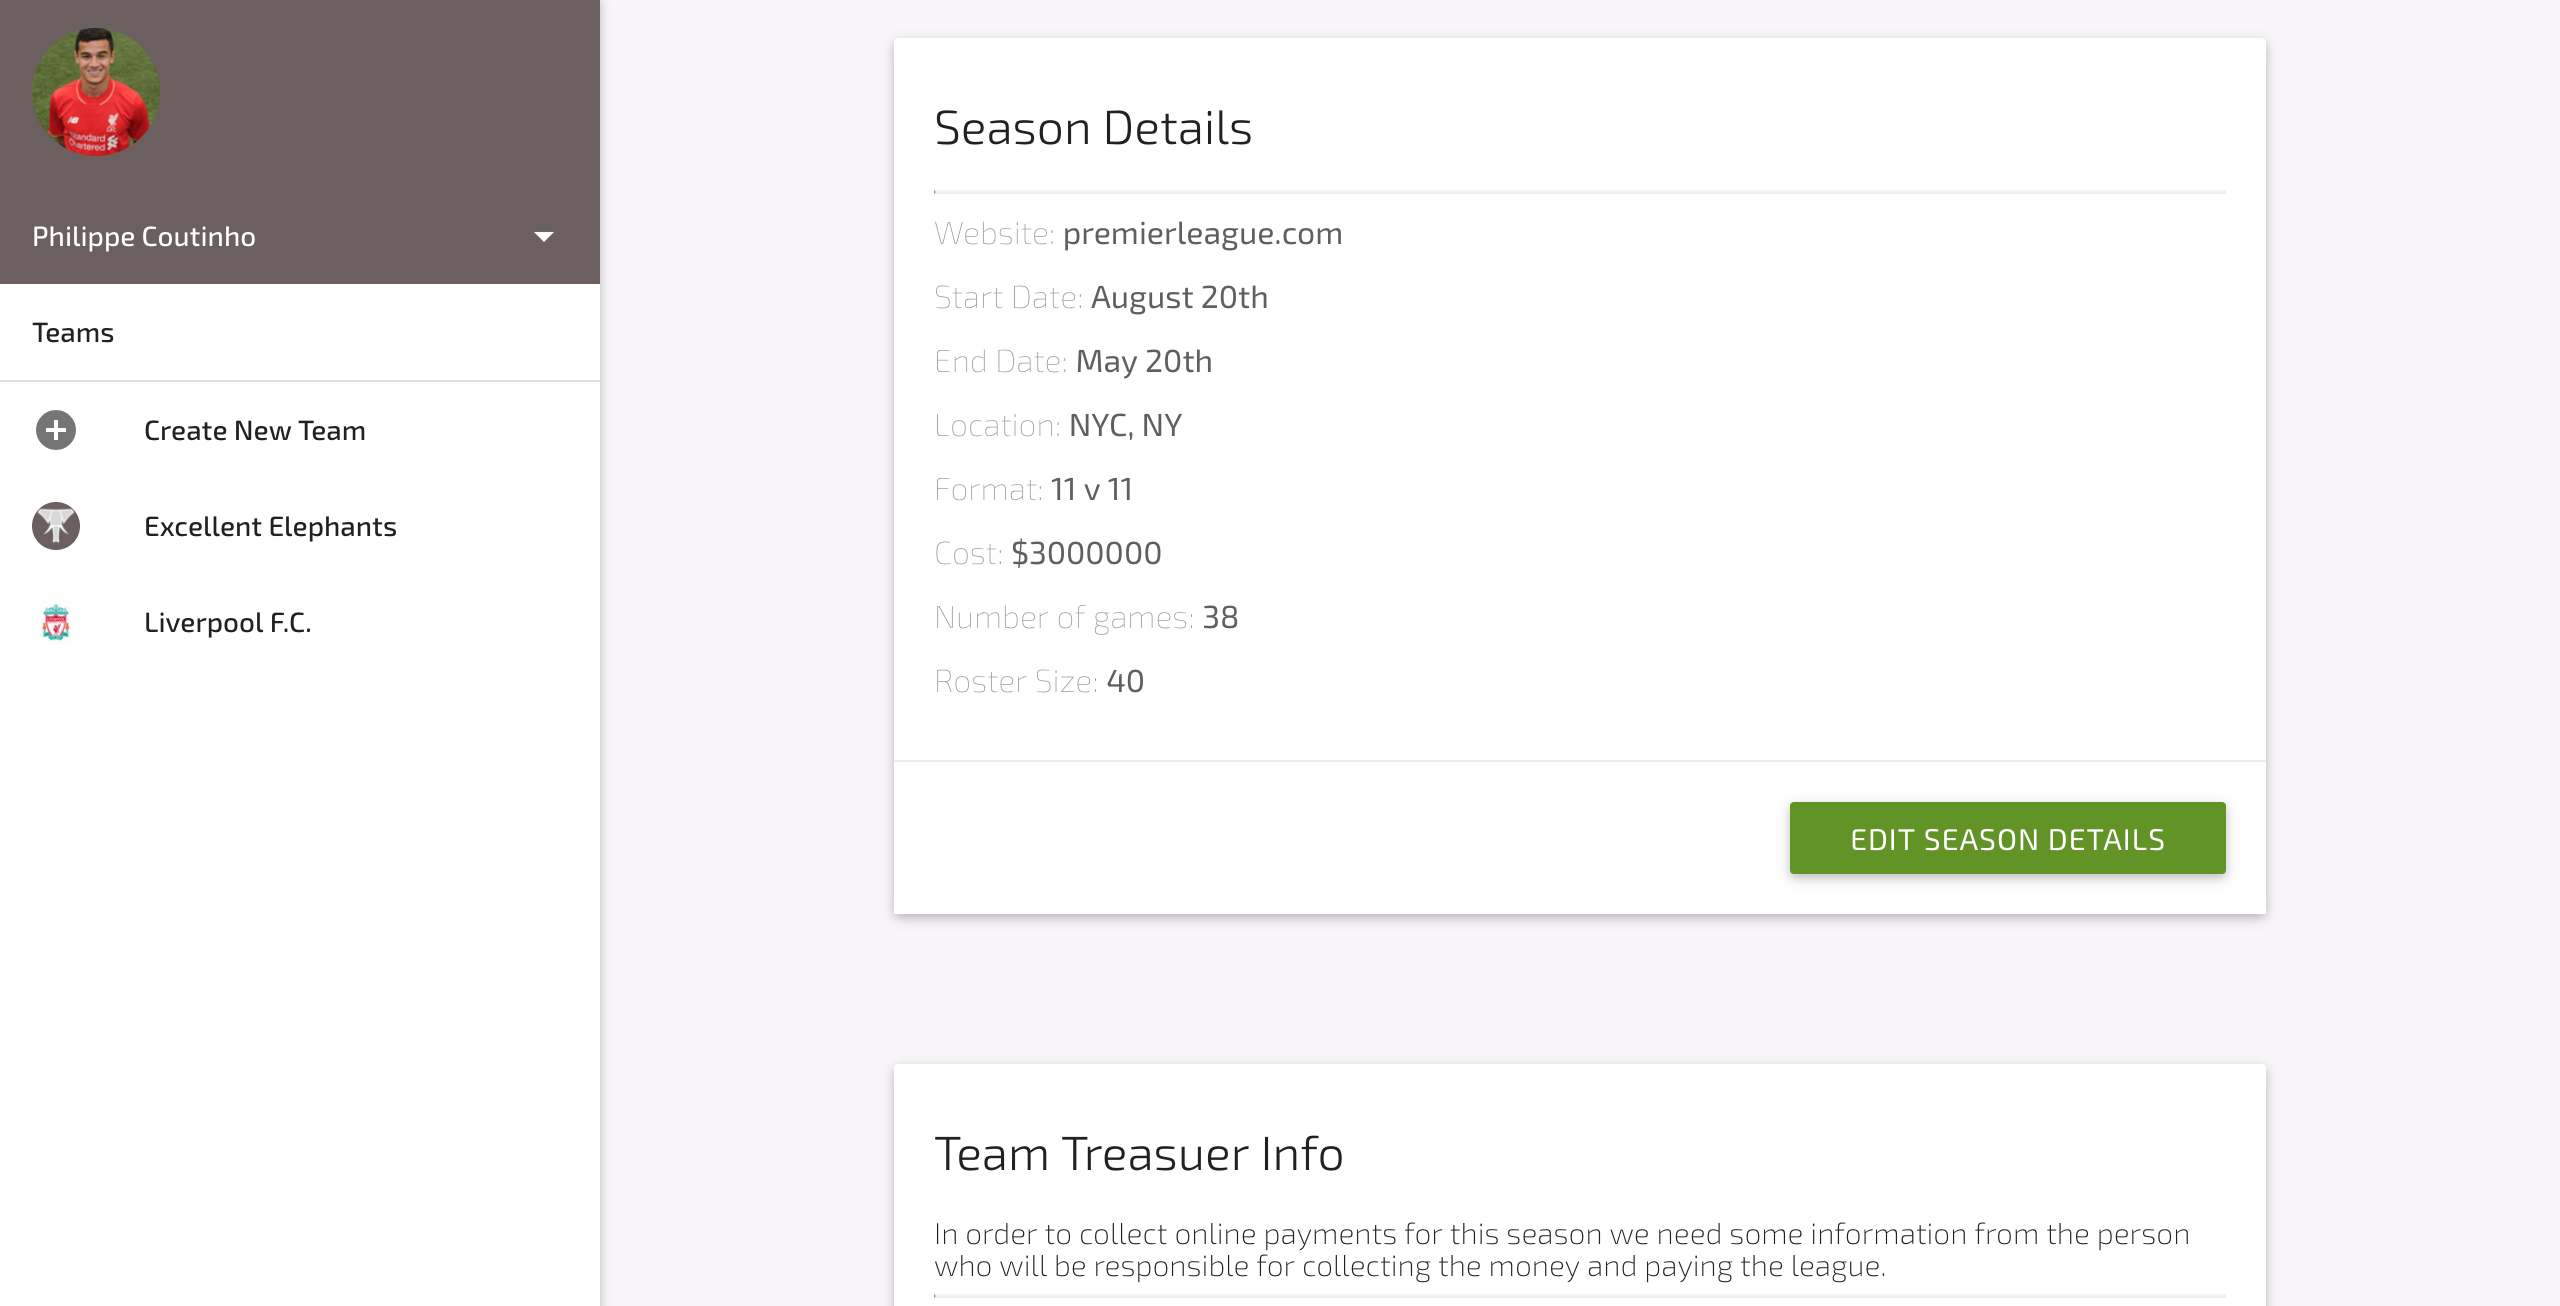 Standard
Chartered
Philippe Coutinho
Teams
Create New Team
Excellent Elephants
Liverpool F.C.
Season Details
Website: premierleague.com
Start Date: August 20th
End Date: May 20th
Location: NYC, NY
Format: 11 v 11
Cost: $3000000
Number of games: 38
Roster Size: 40
EDIT SEASON DETAILS
Team Treasuer Info
In order to collect online payments for this season we need some information from the person
who will be responsible for collecting the money and paying the league.